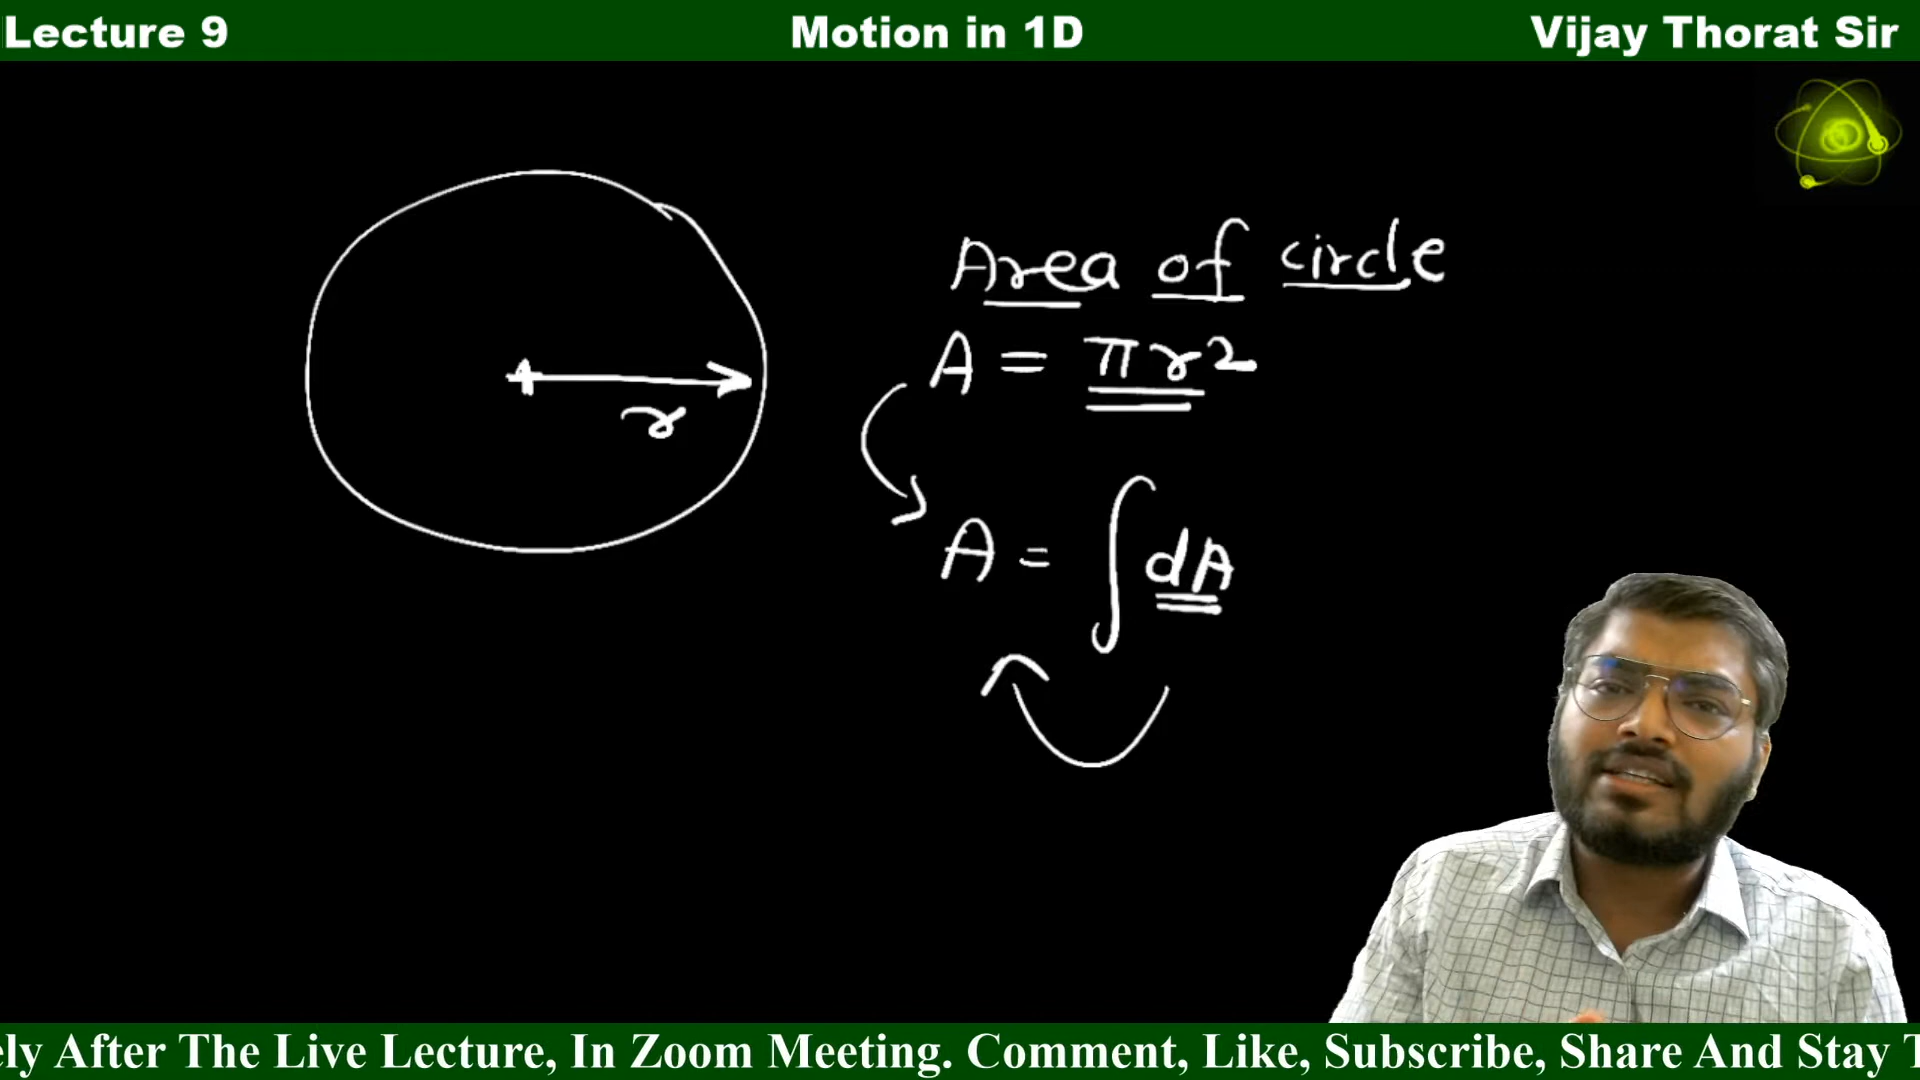 Lecture 9 Motion in 1D Vijay Thorat Sir
Area of circle
A = πr²
r
A = ∫dA
ely After The Live Lecture, In Zoom Meeting. Comment, Like, Subscribe, Share And Stay T